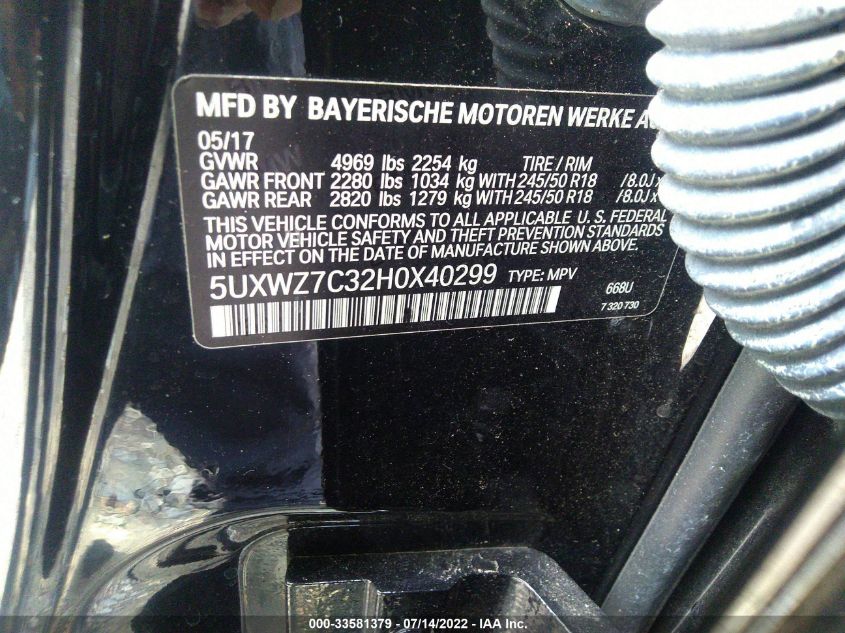 MFD BY BAYERISCHE MOTOREN WERKE
05/17
GVWR 4969 lbs 2254 kg TIRE / RIM
GAWR FRONT 2280 lbs 1034 kg WITH 245/50 R18 /8.0J x
GAWR REAR 2820 lbs 1279 kg WITH 245/50 R18 /8.0J x
THIS VEHICLE CONFORMS TO ALL APPLICABLE U. S. FEDERAL
MOTOR VEHICLE SAFETY AND THEFT PREVENTION STANDARDS
IN EFFECT ON THE DATE OF MANUFACTURE SHOWN ABOVE.
5UXWZ7C32H0X40299 TYPE: MPV 668U
7 320 730
000-33581379 - 07/14/2022 - IAA Inc.